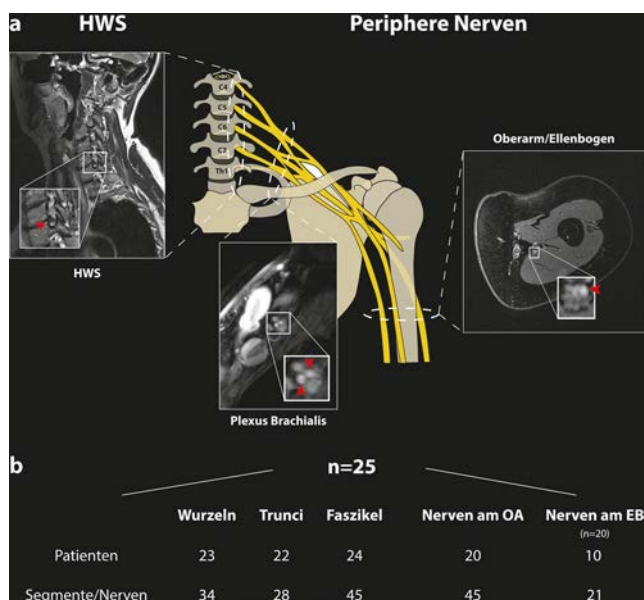 a HWS Periphere Nerven
C4
C5
C6
C7
Th1
Oberarm/Ellenbogen
HWS
Plexus Brachialis
b n=25
Wurzeln Trunci Faszikel Nerven am OA Nerven am EB
(n=20)
Patienten 23 22 24 20 10
Segmente/Nerven 34 28 45 45 21